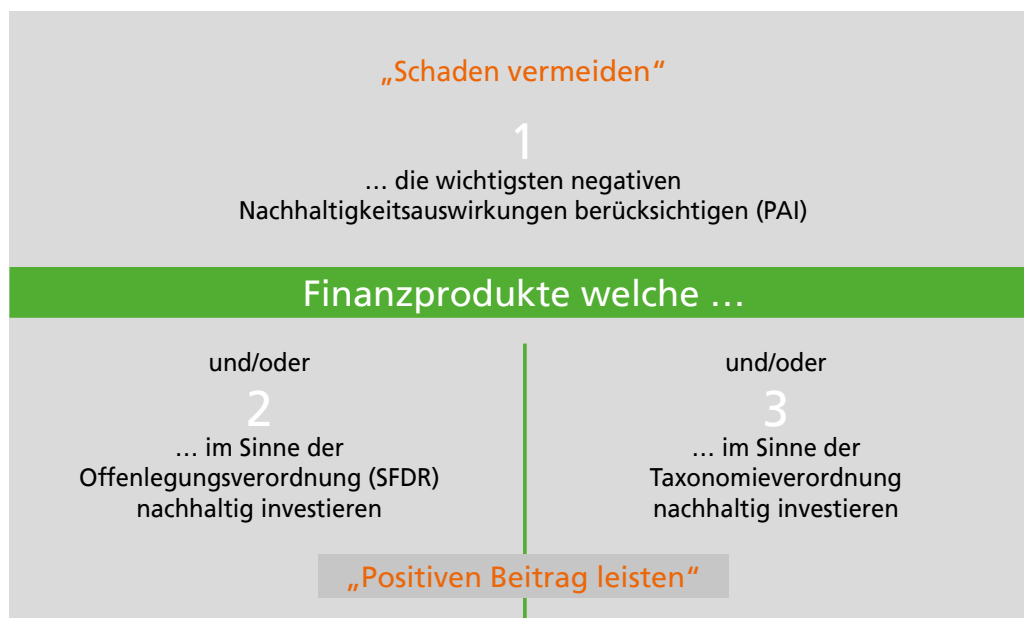 „Schaden vermeiden“
1
… die wichtigsten negativen
Nachhaltigkeitsauswirkungen berücksichtigen (PAI)
Finanzprodukte welche …
und/oder
2
… im Sinne der
Offenlegungsverordnung (SFDR)
nachhaltig investieren
und/oder
3
… im Sinne der
Taxonomieverordnung
nachhaltig investieren
„Positiven Beitrag leisten“